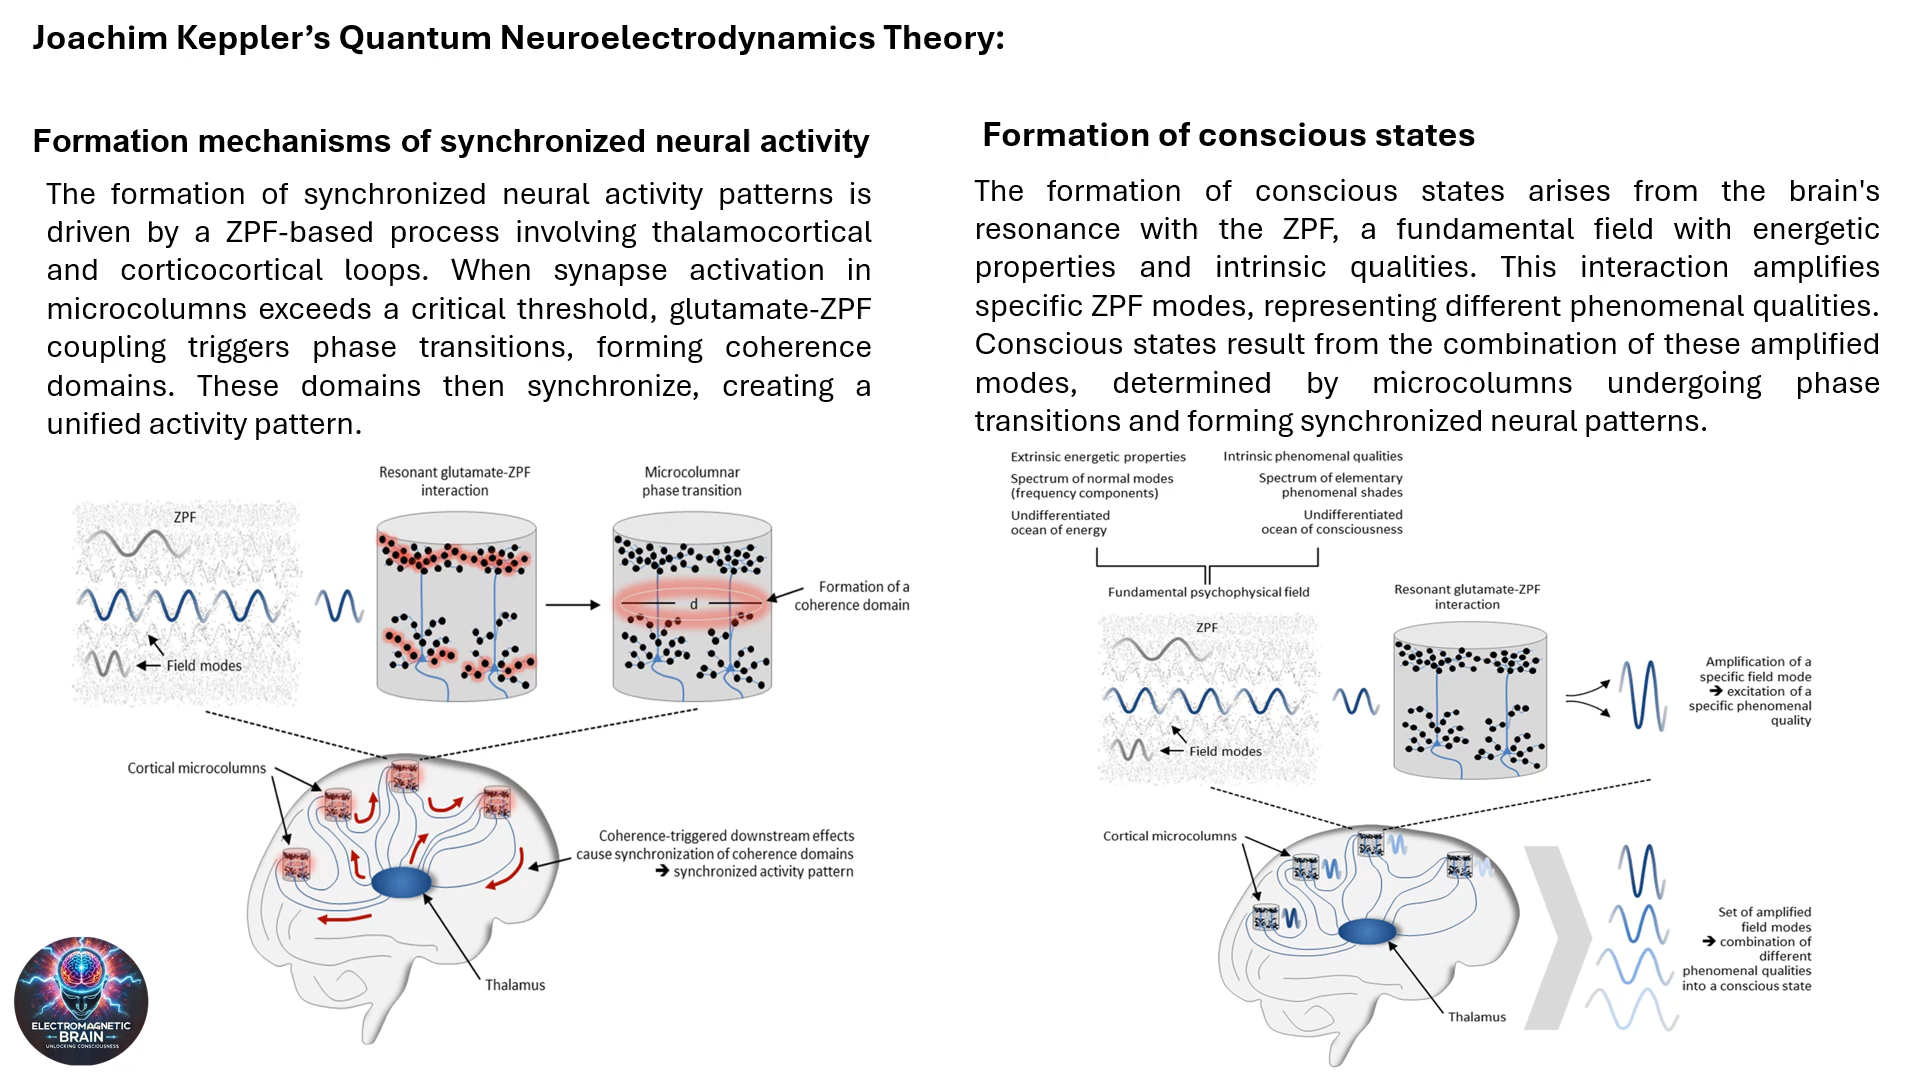 Joachim Keppler’s Quantum Neuroelectrodynamics Theory:
Formation mechanisms of synchronized neural activity
The formation of synchronized neural activity patterns is
driven by a ZPF-based process involving thalamocortical
and corticocortical loops. When synapse activation in
microcolumns exceeds a critical threshold, glutamate-ZPF
coupling triggers phase transitions, forming coherence
domains. These domains then synchronize, creating a
unified activity pattern.
Resonant glutamate-ZPF
interaction
Microcolumnar
phase transition
ZPF
Field modes
d
Formation of a
coherence domain
Cortical microcolumns
Coherence-triggered downstream effects
cause synchronization of coherence domains
➔ synchronized activity pattern
Thalamus
ELECTROMAGNETIC
BRAIN
UNLOCKING CONSCIOUSNESS
Formation of conscious states
The formation of conscious states arises from the brain's
resonance with the ZPF, a fundamental field with energetic
properties and intrinsic qualities. This interaction amplifies
specific ZPF modes, representing different phenomenal qualities.
Conscious states result from the combination of these amplified
modes, determined by microcolumns undergoing phase
transitions and forming synchronized neural patterns.
Extrinsic energetic properties
Spectrum of normal modes
(frequency components)
Undifferentiated
ocean of energy
Intrinsic phenomenal qualities
Spectrum of elementary
phenomenal shades
Undifferentiated
ocean of consciousness
Fundamental psychophysical field
Resonant glutamate-ZPF
interaction
ZPF
Field modes
Amplification of a
specific field mode
➔ excitation of a
specific phenomenal
quality
Cortical microcolumns
Set of amplified
field modes
➔ combination of
different
phenomenal qualities
into a conscious state
Thalamus